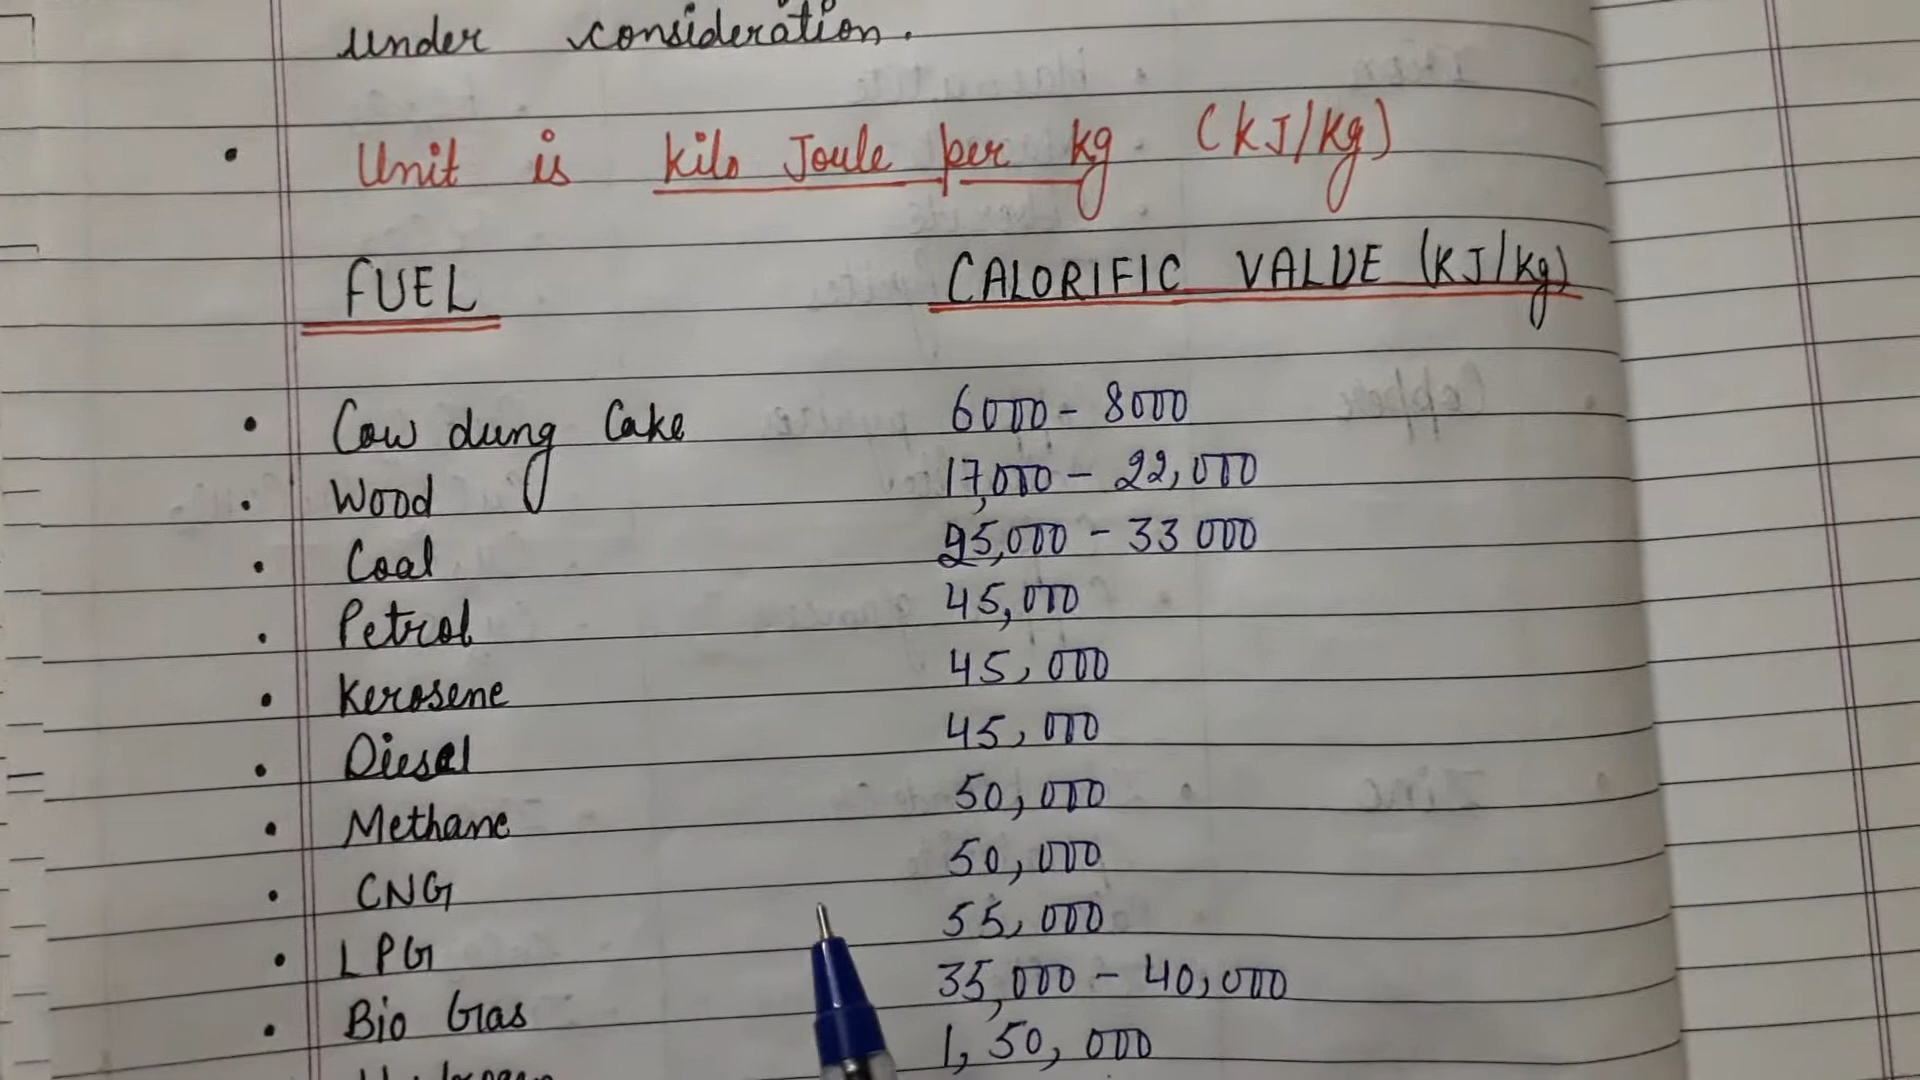 under consideration.
• Unit is kilo Joule per kg. (KJ/kg)
FUEL CALORIFIC VALUE (KJ/kg)
• Cow dung Cake 6000 - 8000
• Wood 17,000 - 22,000
• Coal 25,000 - 33 000
• Petrol 45,000
• Kerosene 45,000
• Diesel 45,000
• Methane 50,000
• CNG 50,000
• LPG 55,000
• Bio Gas 35,000 - 40,000
1,50,000